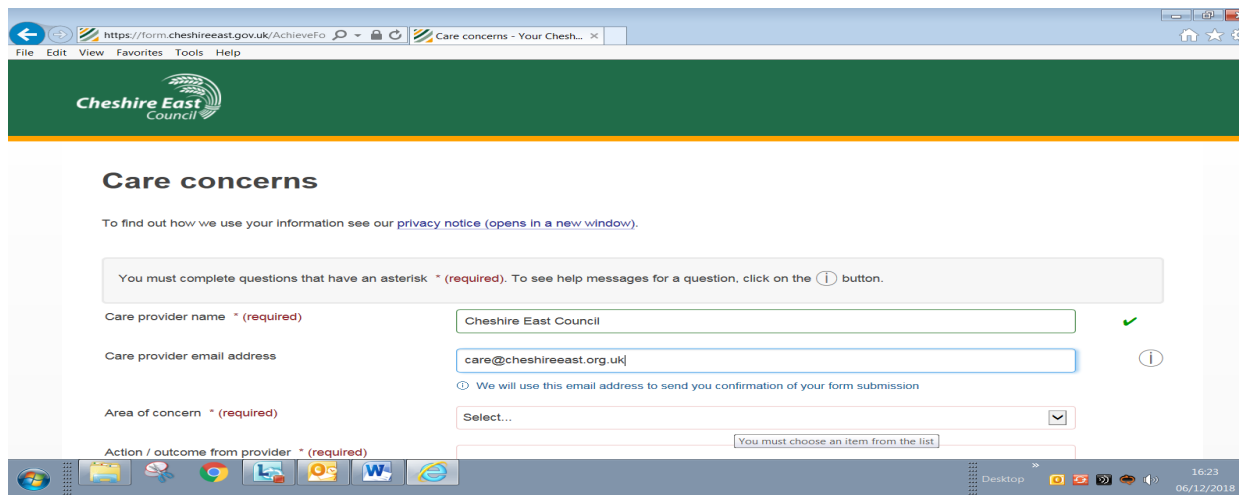 https://form.cheshireeast.gov.uk/AchieveFo
Care concerns - Your Chesh...
File Edit View Favorites Tools Help
Cheshire East
Council
Care concerns
To find out how we use your information see our privacy notice (opens in a new window).
You must complete questions that have an asterisk * (required). To see help messages for a question, click on the i button.
Care provider name * (required)
Cheshire East Council
Care provider email address
care@cheshireeast.org.uk
We will use this email address to send you confirmation of your form submission
Area of concern * (required)
Select...
You must choose an item from the list
Action / outcome from provider * (required)
Desktop
16:23
06/12/2018